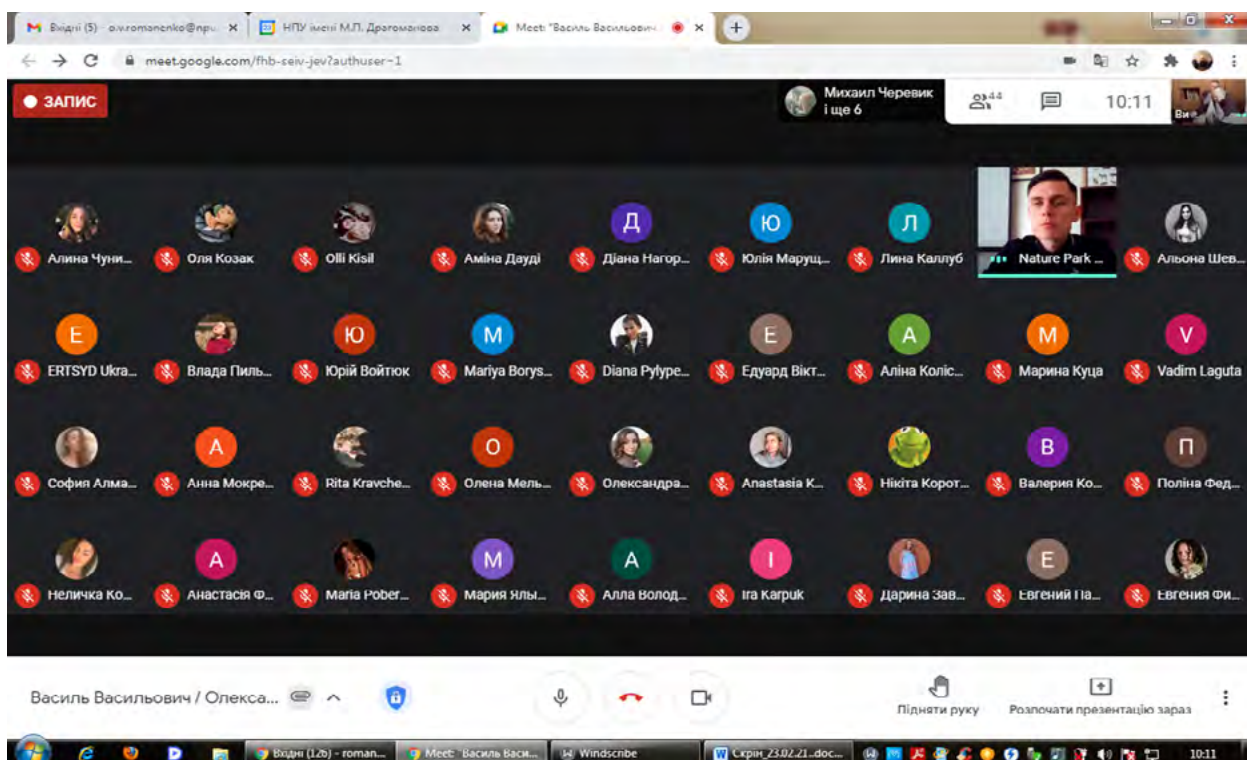 Вхідні (5) - o.v.romanenko@npu.
НПУ імені М.П. Драгоманова
Meet: "Василь Васильович
meet.google.com/fhb-seiv-jev?authuser=1
ЗАПИС
Михаил Черевик
і ще 6
44
10:11
Ви
Д
Ю
Л
Алина Чуни...
Оля Козак
Olli Kisil
Аміна Дауді
Діана Нагор...
Юлія Марущ...
Лина Каллуб
Nature Park ...
Альона Шев...
Е
Ю
М
Е
А
М
V
ERTSYD Ukra...
Влада Пиль...
Юрій Войтюк
Mariya Borys...
Diana Pylype...
Едуард Вікт...
Аліна Коліс...
Марина Куца
Vadim Laguta
А
О
В
П
София Алма...
Анна Мокре...
Rita Kravche...
Олена Мель...
Олександра...
Anastasia K...
Нікіта Корот...
Валерия Ко...
Поліна Фед...
А
М
А
I
Е
Неличка Ко...
Анастасія Ф...
Maria Pober...
Мария Ялы...
Алла Волод...
Ira Karpuk
Дарина Зав...
Евгений Па...
Евгения Фи...
Василь Васильович / Олекса...
Підняти руку
Розпочати презентацію зараз
Вхідні (126) - roman...
Meet: "Василь Васи...
Windscribe
Скрін_23.02.21..doc...
10:11